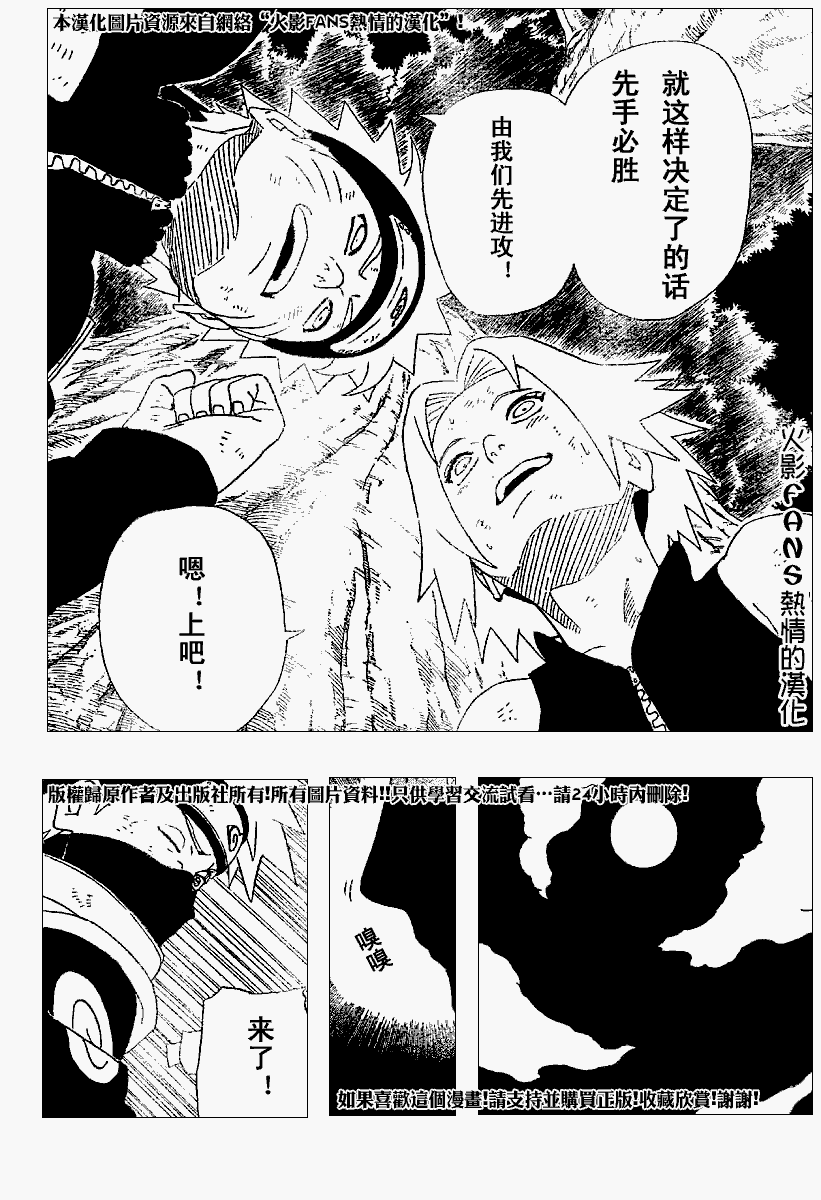 本漢化圖片資源來自網絡“火影FANS熱情的漢化”!
就这样决定了的话
先手必胜
由我们先进攻！
嗯！上吧！
火影FANS熱情的漢化
版權歸原作者及出版社所有!所有圖片資料!!只供學習交流試看…請24小時內刪除!
嗅嗅
来了！
如果喜歡這個漫畫!請支持並購買正版!收藏欣賞!謝謝!